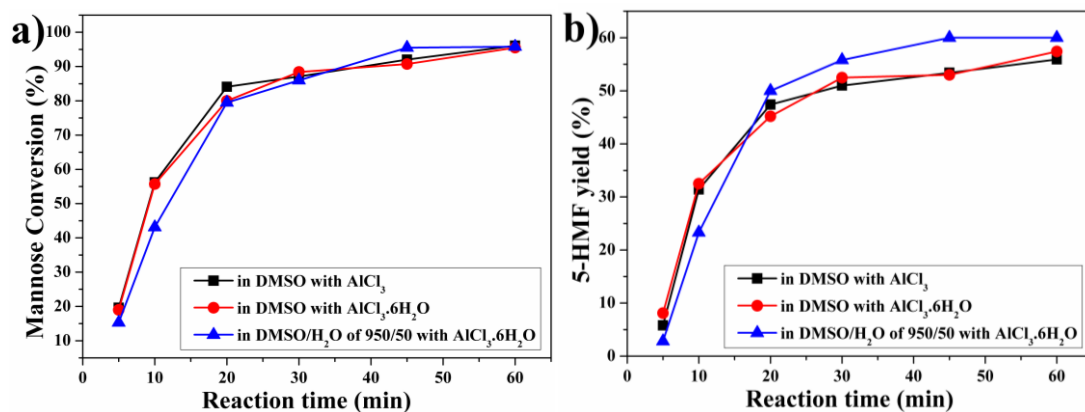 a)
Mannose Conversion (%)
100
90
80
70
60
50
40
30
20
10
in DMSO with AlCl₃
in DMSO with AlCl₃.6H₂O
in DMSO/H₂O of 950/50 with AlCl₃.6H₂O
0 10 20 30 40 50 60
Reaction time (min)
b)
5-HMF yield (%)
60
50
40
30
20
10
0
in DMSO with AlCl₃
in DMSO with AlCl₃.6H₂O
in DMSO/H₂O of 950/50 with AlCl₃.6H₂O
0 10 20 30 40 50 60
Reaction time (min)